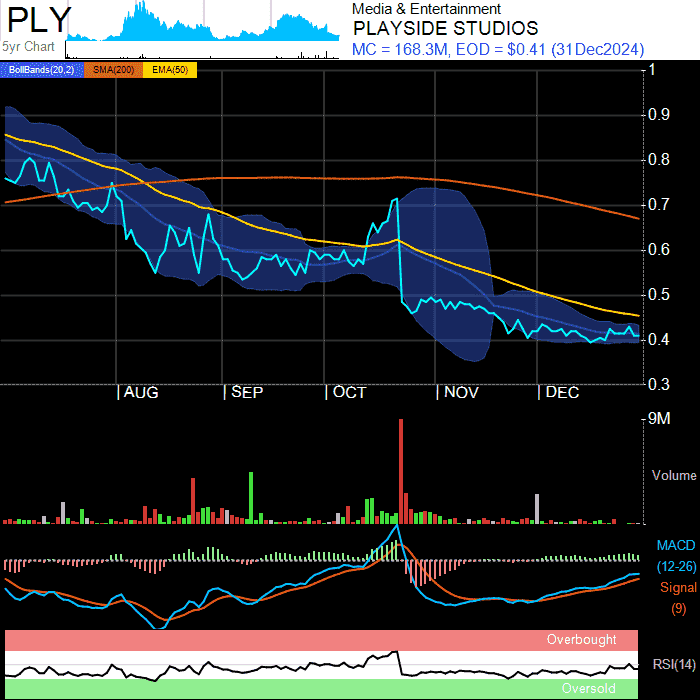 PLY
5yr Chart
Media & Entertainment
PLAYSIDE STUDIOS
MC = 168.3M, EOD = $0.41 (31Dec2024)
BollBands(20,2) SMA(200) EMA(50)
1
0.9
0.8
0.7
0.6
0.5
0.4
0.3
AUG SEP OCT NOV DEC
9M
Volume
MACD
(12-26)
Signal
(9)
Overbought
RSI(14)
Oversold